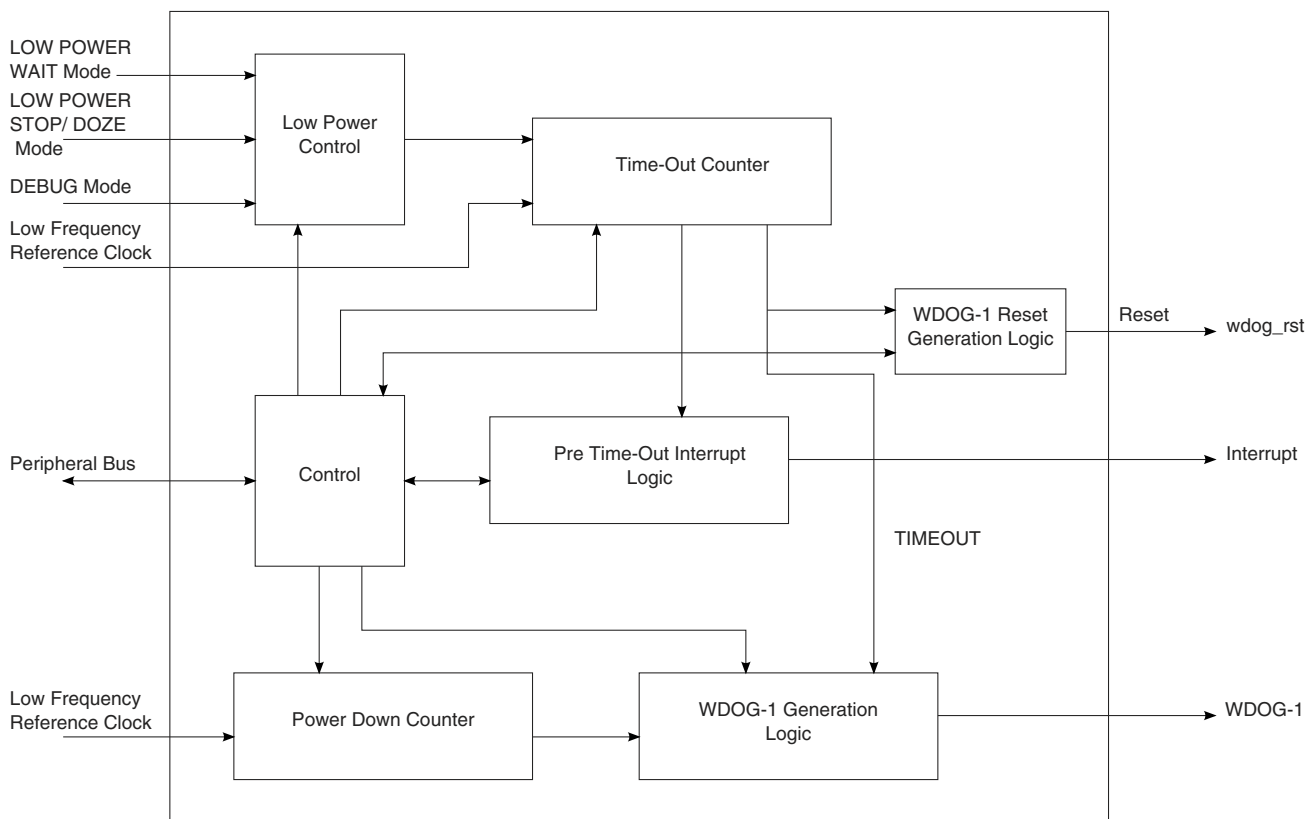 LOW POWER
WAIT Mode
LOW POWER
STOP/ DOZE
Mode
DEBUG Mode
Low Frequency
Reference Clock
Low Power
Control
Time-Out Counter
WDOG-1 Reset
Generation Logic
Reset
wdog_rst
Peripheral Bus
Control
Pre Time-Out Interrupt
Logic
Interrupt
TIMEOUT
Low Frequency
Reference Clock
Power Down Counter
WDOG-1 Generation
Logic
WDOG-1